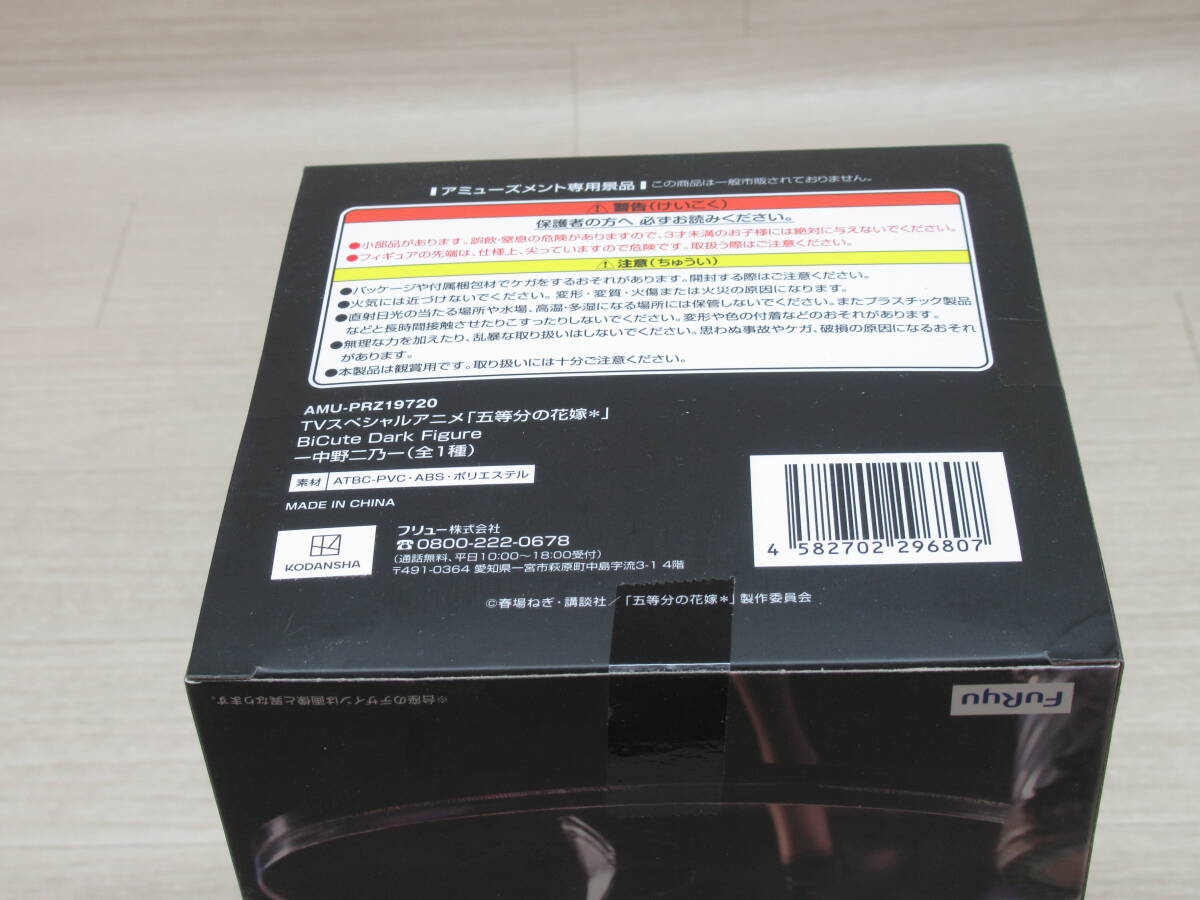 アミューズメント専用景品 この商品は一般市販されておりません。
⚠ 警告(けいこく)
保護者の方へ 必ずお読みください。
●小部品があります。誤飲・窒息の危険がありますので、3才未満のお子様には絶対に与えないでください。
●フィギュアの先端は、仕様上、尖っていますので危険です。取扱う際はご注意ください。
⚠ 注意(ちゅうい)
●パッケージや付属梱包材でケガをするおそれがあります。開封する際はご注意ください。
●火気には近づけないでください。変形・変質・火傷または火災の原因になります。
●直射日光の当たる場所や水場、高温・多湿になる場所には保管しないでください。またプラスチック製品
などと長時間接触させたりこすったりしないでください。変形や色の付着などのおそれがあります。
●無理な力を加えたり、乱暴な取り扱いはしないでください。思わぬ事故やケガ、破損の原因になるおそれ
があります。
●本製品は観賞用です。取り扱いには十分ご注意ください。
AMU-PRZ19720
TVスペシャルアニメ「五等分の花嫁*」
BiCute Dark Figure
ー中野二乃ー(全1種)
素材 ATBC-PVC・ABS・ポリエステル
MADE IN CHINA
KODANSHA
フリュー株式会社
☎0800-222-0678
(通話無料、平日10:00〜18:00受付)
〒491-0364 愛知県一宮市萩原町中島字流3-1 4階
4 582702 296807
©春場ねぎ・講談社/「五等分の花嫁*」製作委員会
※台座のデザインは画像と異なります。
FuRyu